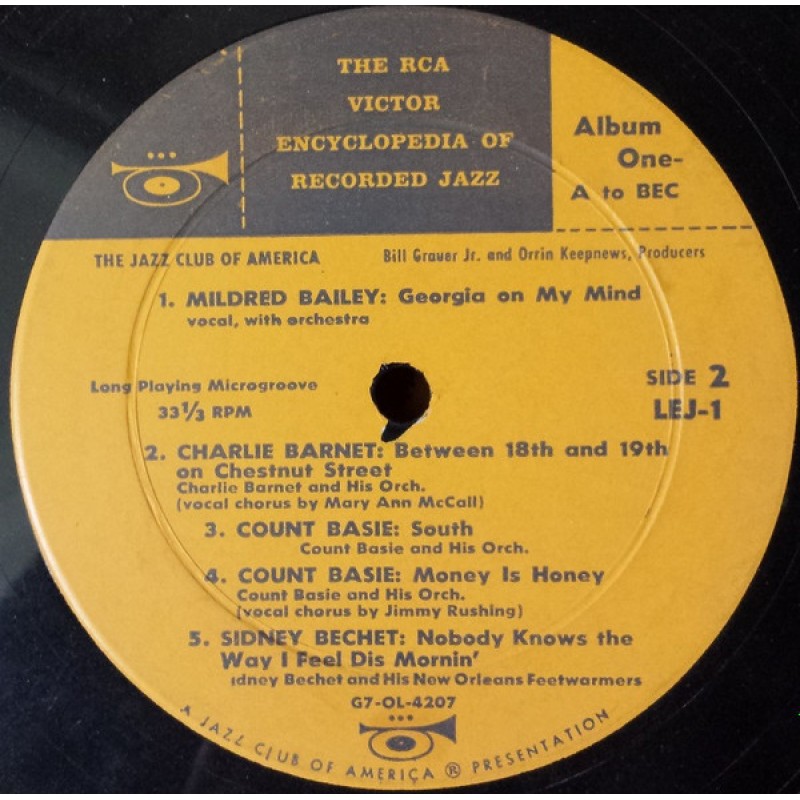 THE RCA
VICTOR
ENCYCLOPEDIA OF
RECORDED JAZZ
Album
One-
A to BEC
THE JAZZ CLUB OF AMERICA
Bill Grauer Jr. and Orrin Keepnews, Producers
1. MILDRED BAILEY: Georgia on My Mind
vocal, with orchestra
Long Playing Microgroove
33⅓ RPM
SIDE 2
LEJ-1
2. CHARLIE BARNET: Between 18th and 19th
on Chestnut Street
Charlie Barnet and His Orch.
(vocal chorus by Mary Ann McCall)
3. COUNT BASIE: South
Count Basie and His Orch.
4. COUNT BASIE: Money Is Honey
Count Basie and His Orch.
(vocal chorus by Jimmy Rushing)
5. SIDNEY BECHET: Nobody Knows the
Way I Feel Dis Mornin'
idney Bechet and His New Orleans Feetwarmers
G7-OL-4207
A JAZZ CLUB OF AMERICA ® PRESENTATION